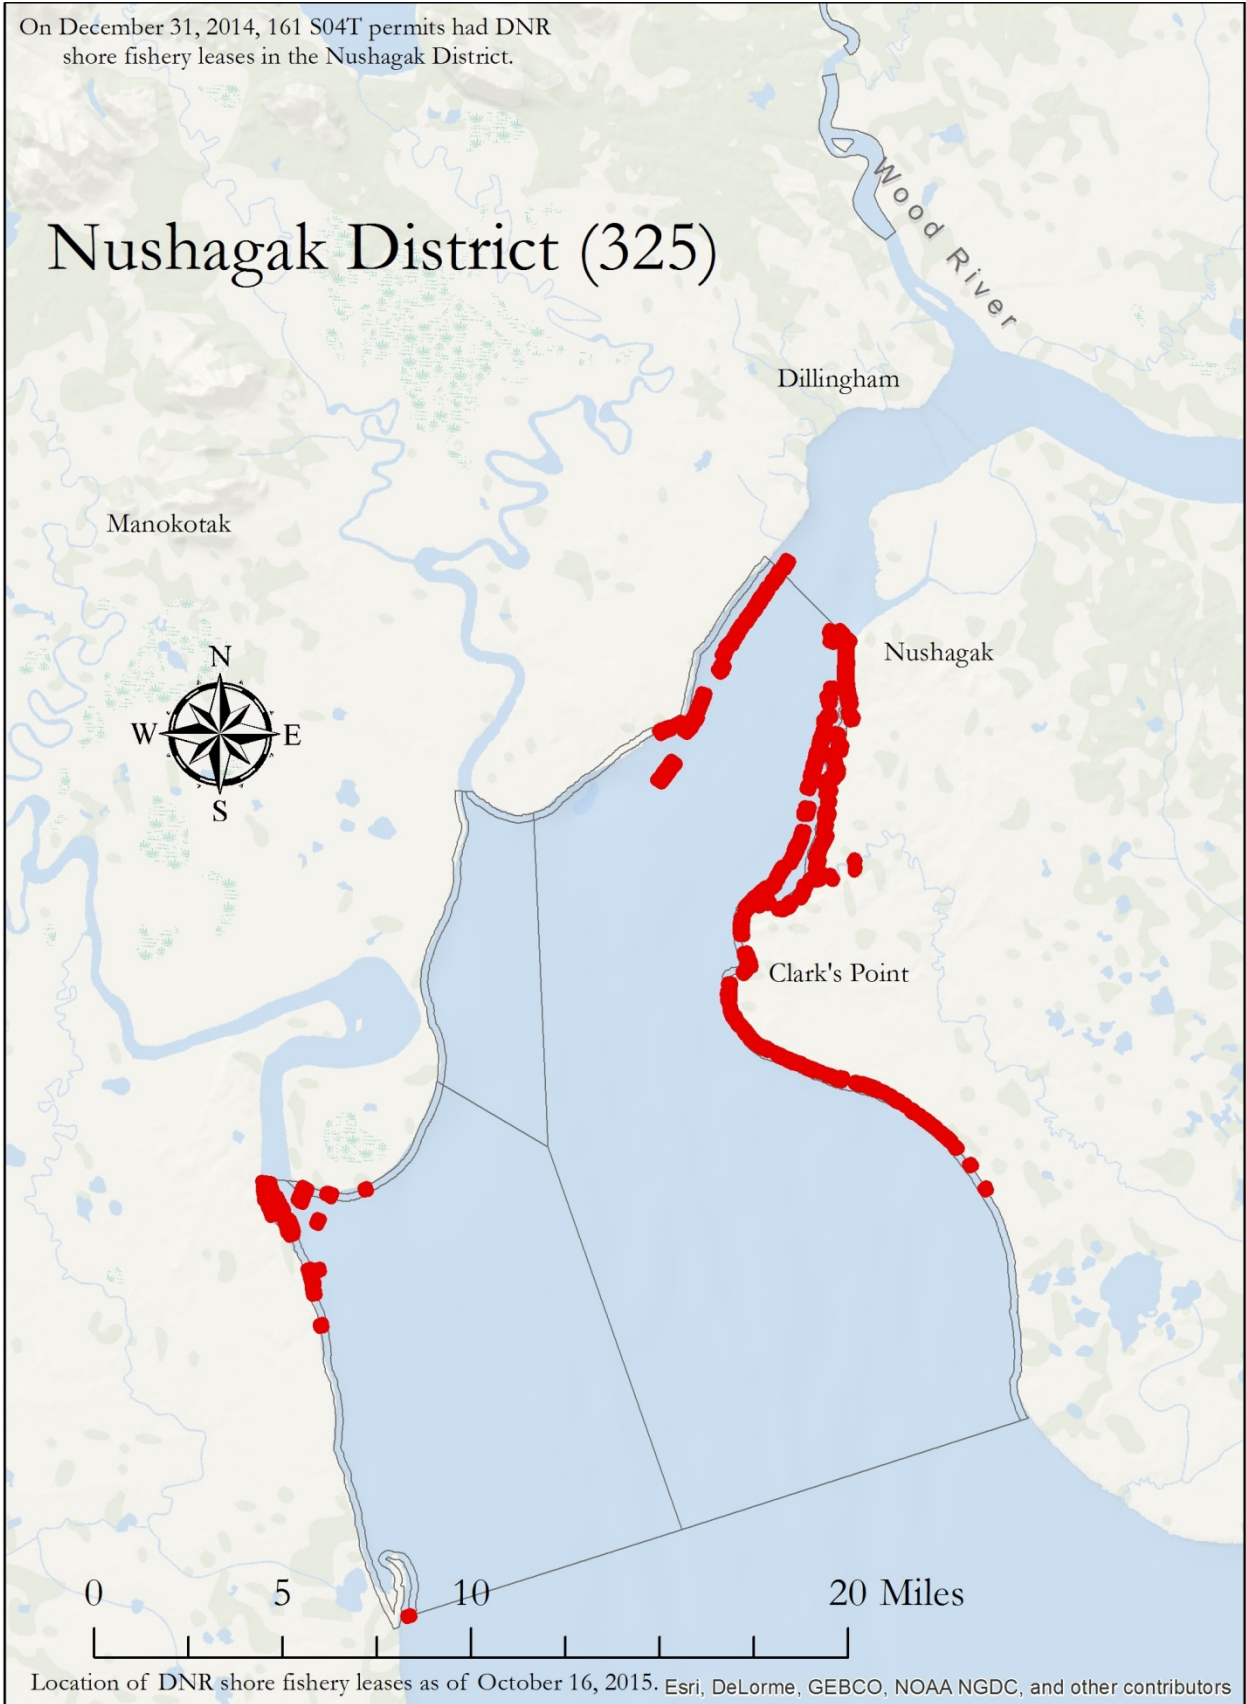 On December 31, 2014, 161 S04T permits had DNR
shore fishery leases in the Nushagak District.
Wood River
Nushagak District (325)
Dillingham
Manokotak
Nushagak
N
W E
S
Clark's Point
0 5 10 20 Miles
Location of DNR shore fishery leases as of October 16, 2015.
Esri, DeLorme, GEBCO, NOAA NGDC, and other contributors